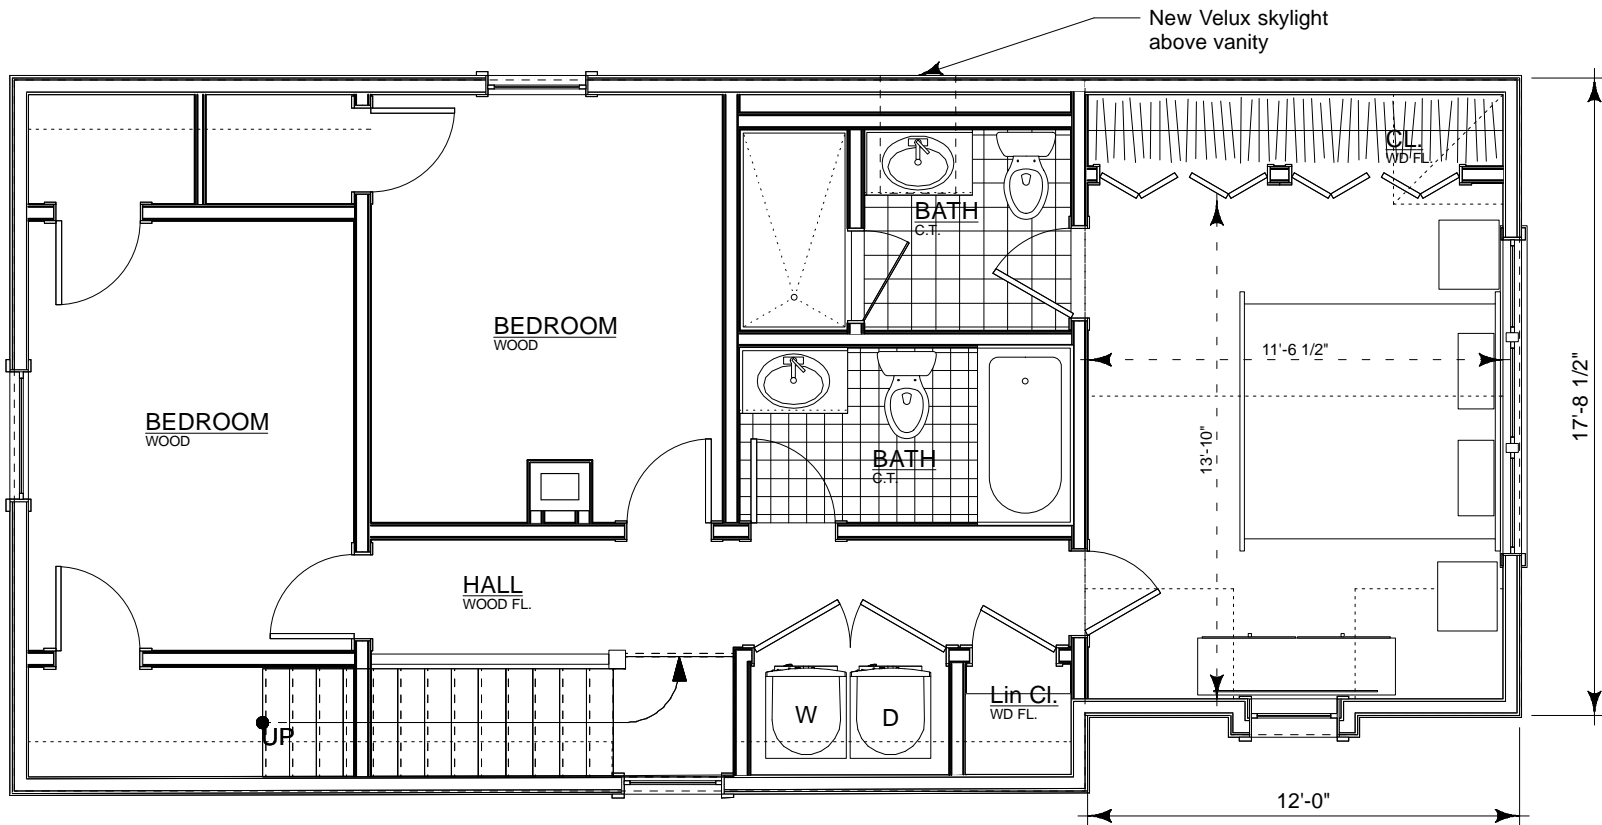 New Velux skylight
above vanity
CL.
WD FL.
BATH
C.T.
BEDROOM
WOOD
11'-6 1/2"
17'-8 1/2"
BEDROOM
WOOD
13'-10"
BATH
C.T.
HALL
WOOD FL.
Lin Cl.
WD FL.
W
D
UP
12'-0"